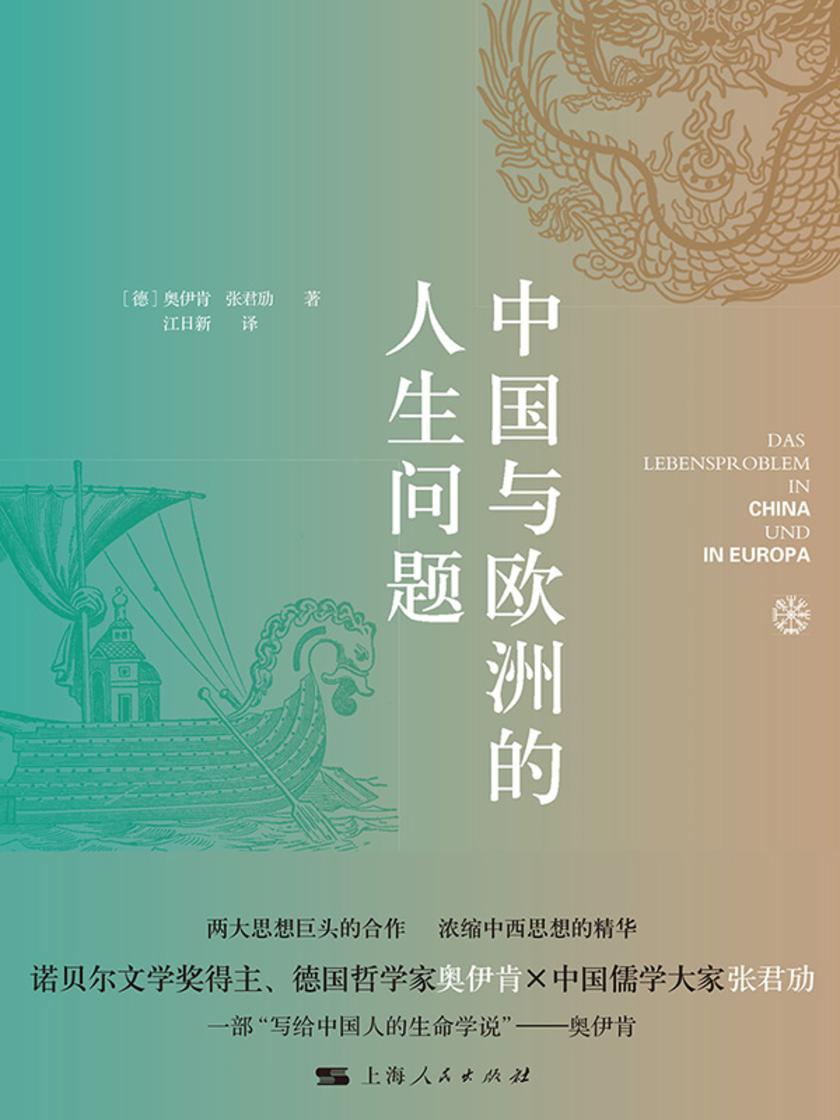 [德]奥伊肯 张君劢 著
江日新 译
中国与欧洲的
人生问题
DAS
LEBENSPROBLEM
IN
CHINA
UND
IN EUROPA
两大思想巨头的合作 浓缩中西思想的精华
诺贝尔文学奖得主、德国哲学家奥伊肯×中国儒学大家张君劢
一部“写给中国人的生命学说”——奥伊肯
上海人民出版社